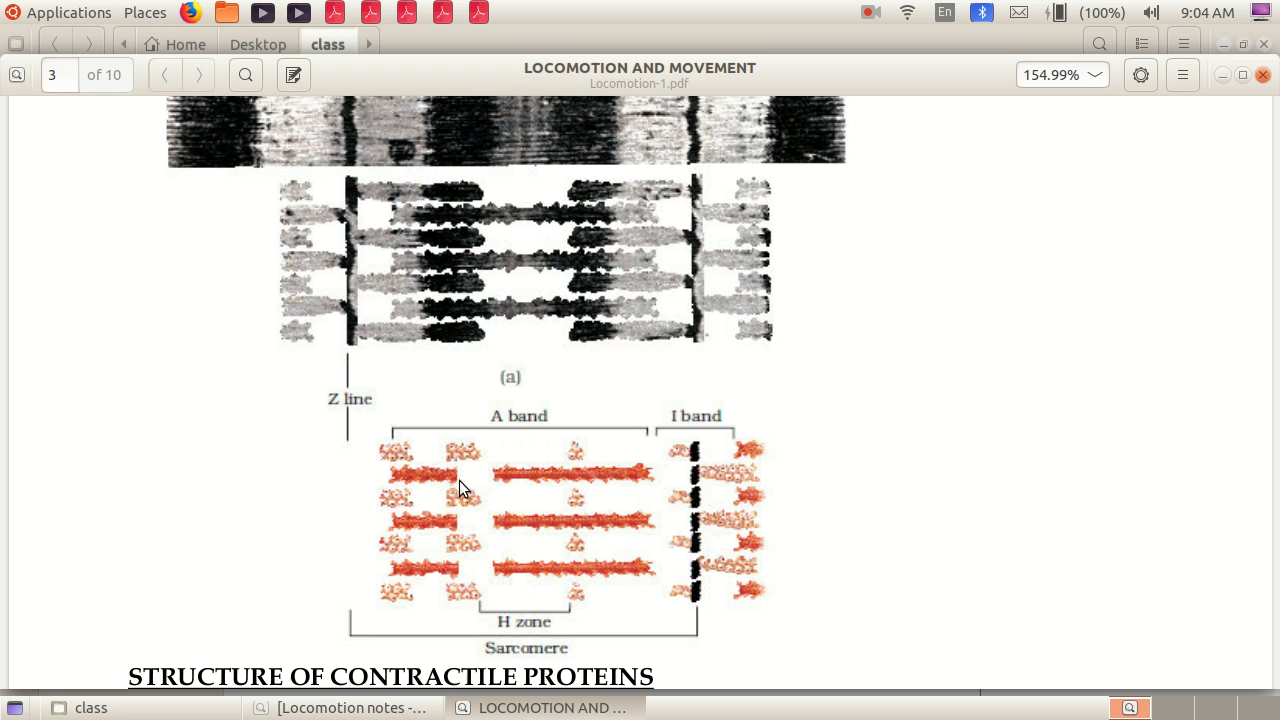 Applications Places En (100%) 9:04 AM
Home Desktop class
3 of 10 LOCOMOTION AND MOVEMENT 154.99%
Locomotion-1.pdf
(a)
Z line
A band I band
H zone
Sarcomere
STRUCTURE OF CONTRACTILE PROTEINS
class [Locomotion notes -... LOCOMOTION AND ...